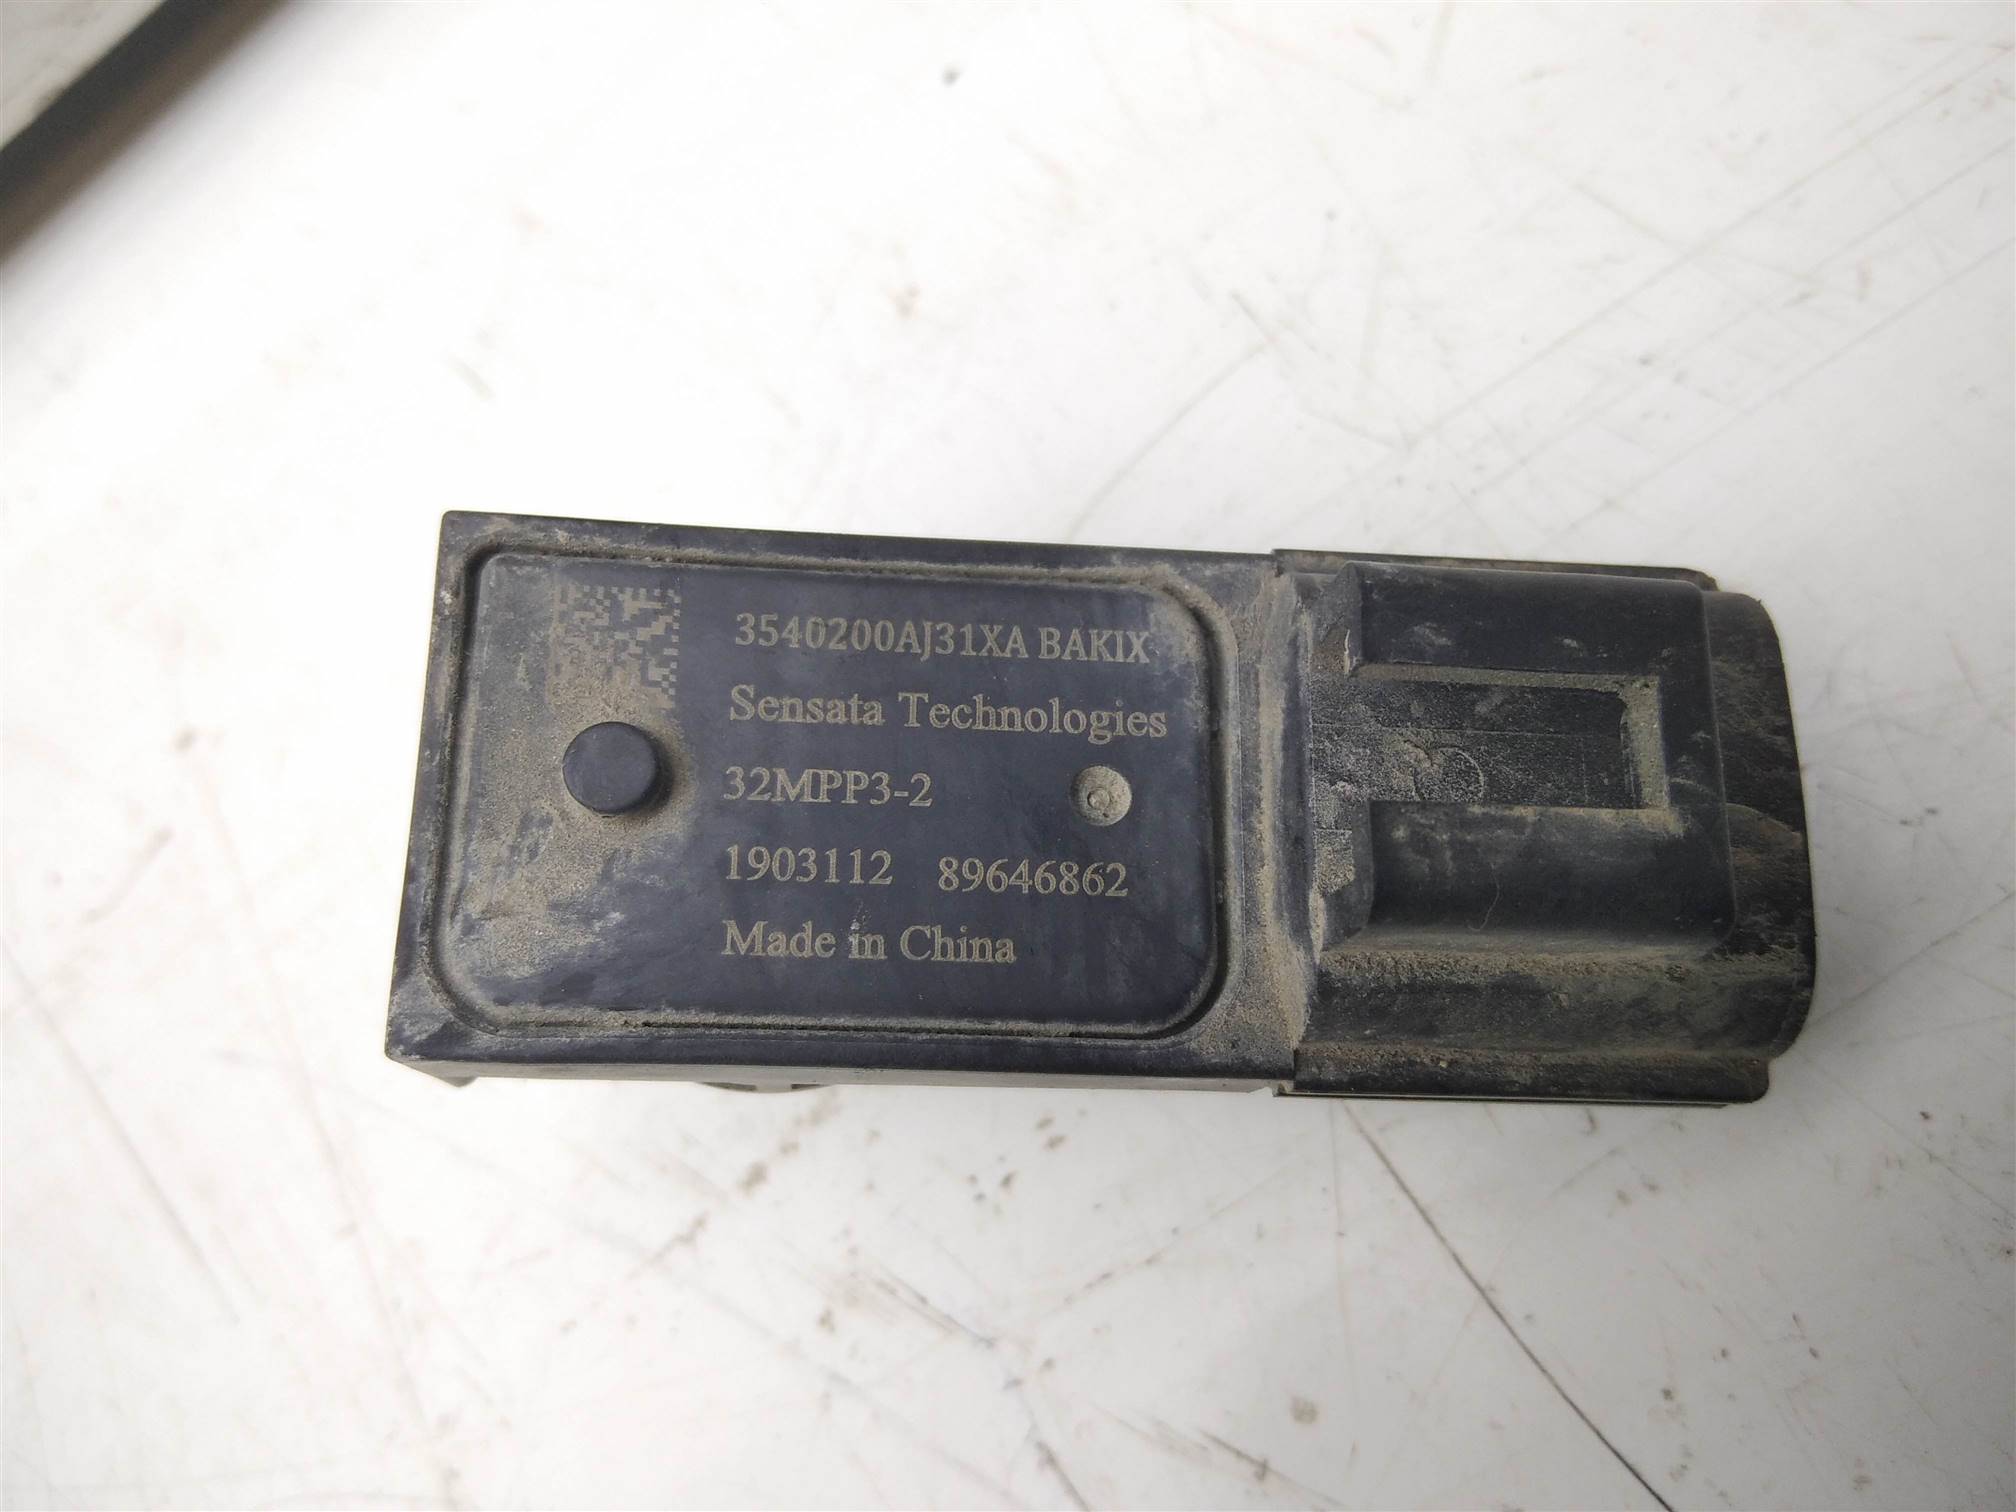 3540200AJ31XA BAKIX
Sensata Technologies
32MPP3-2
1903112 89646862
Made in China